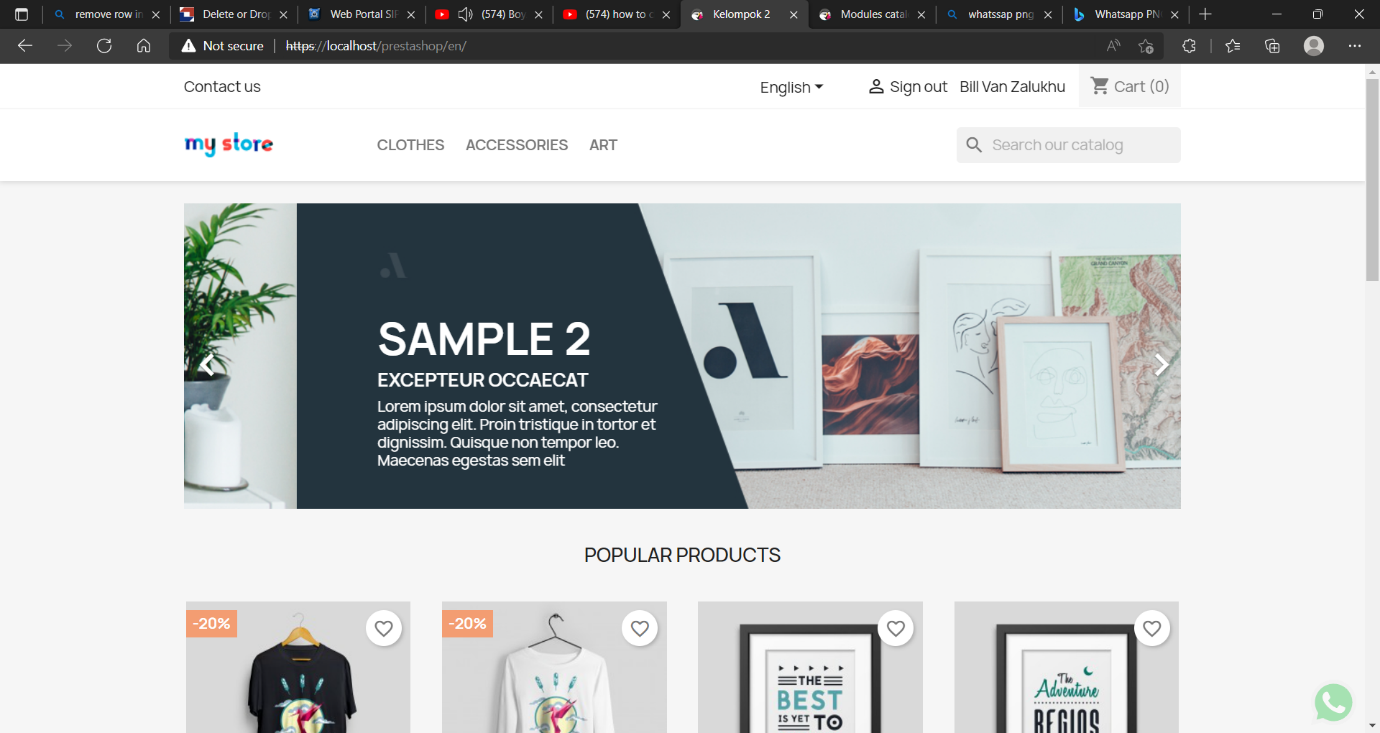 remove row in
Delete or Drop
Web Portal SIF
(574) Boy
(574) how to c
Kelompok 2
Modules catal
whatssap png
Whatsapp PN
Not secure
https://localhost/prestashop/en/
Contact us
English
Sign out
Bill Van Zalukhu
Cart (0)
my store
CLOTHES
ACCESSORIES
ART
Search our catalog
SAMPLE 2
EXCEPTEUR OCCAECAT
Lorem ipsum dolor sit amet, consectetur
adipiscing elit. Proin tristique in tortor et
dignissim. Quisque non tempor leo.
Maecenas egestas sem elit
GRAND CANYON
POPULAR PRODUCTS
-20%
-20%
THE
BEST
IS YET TO
The
Adventure
BEGINS